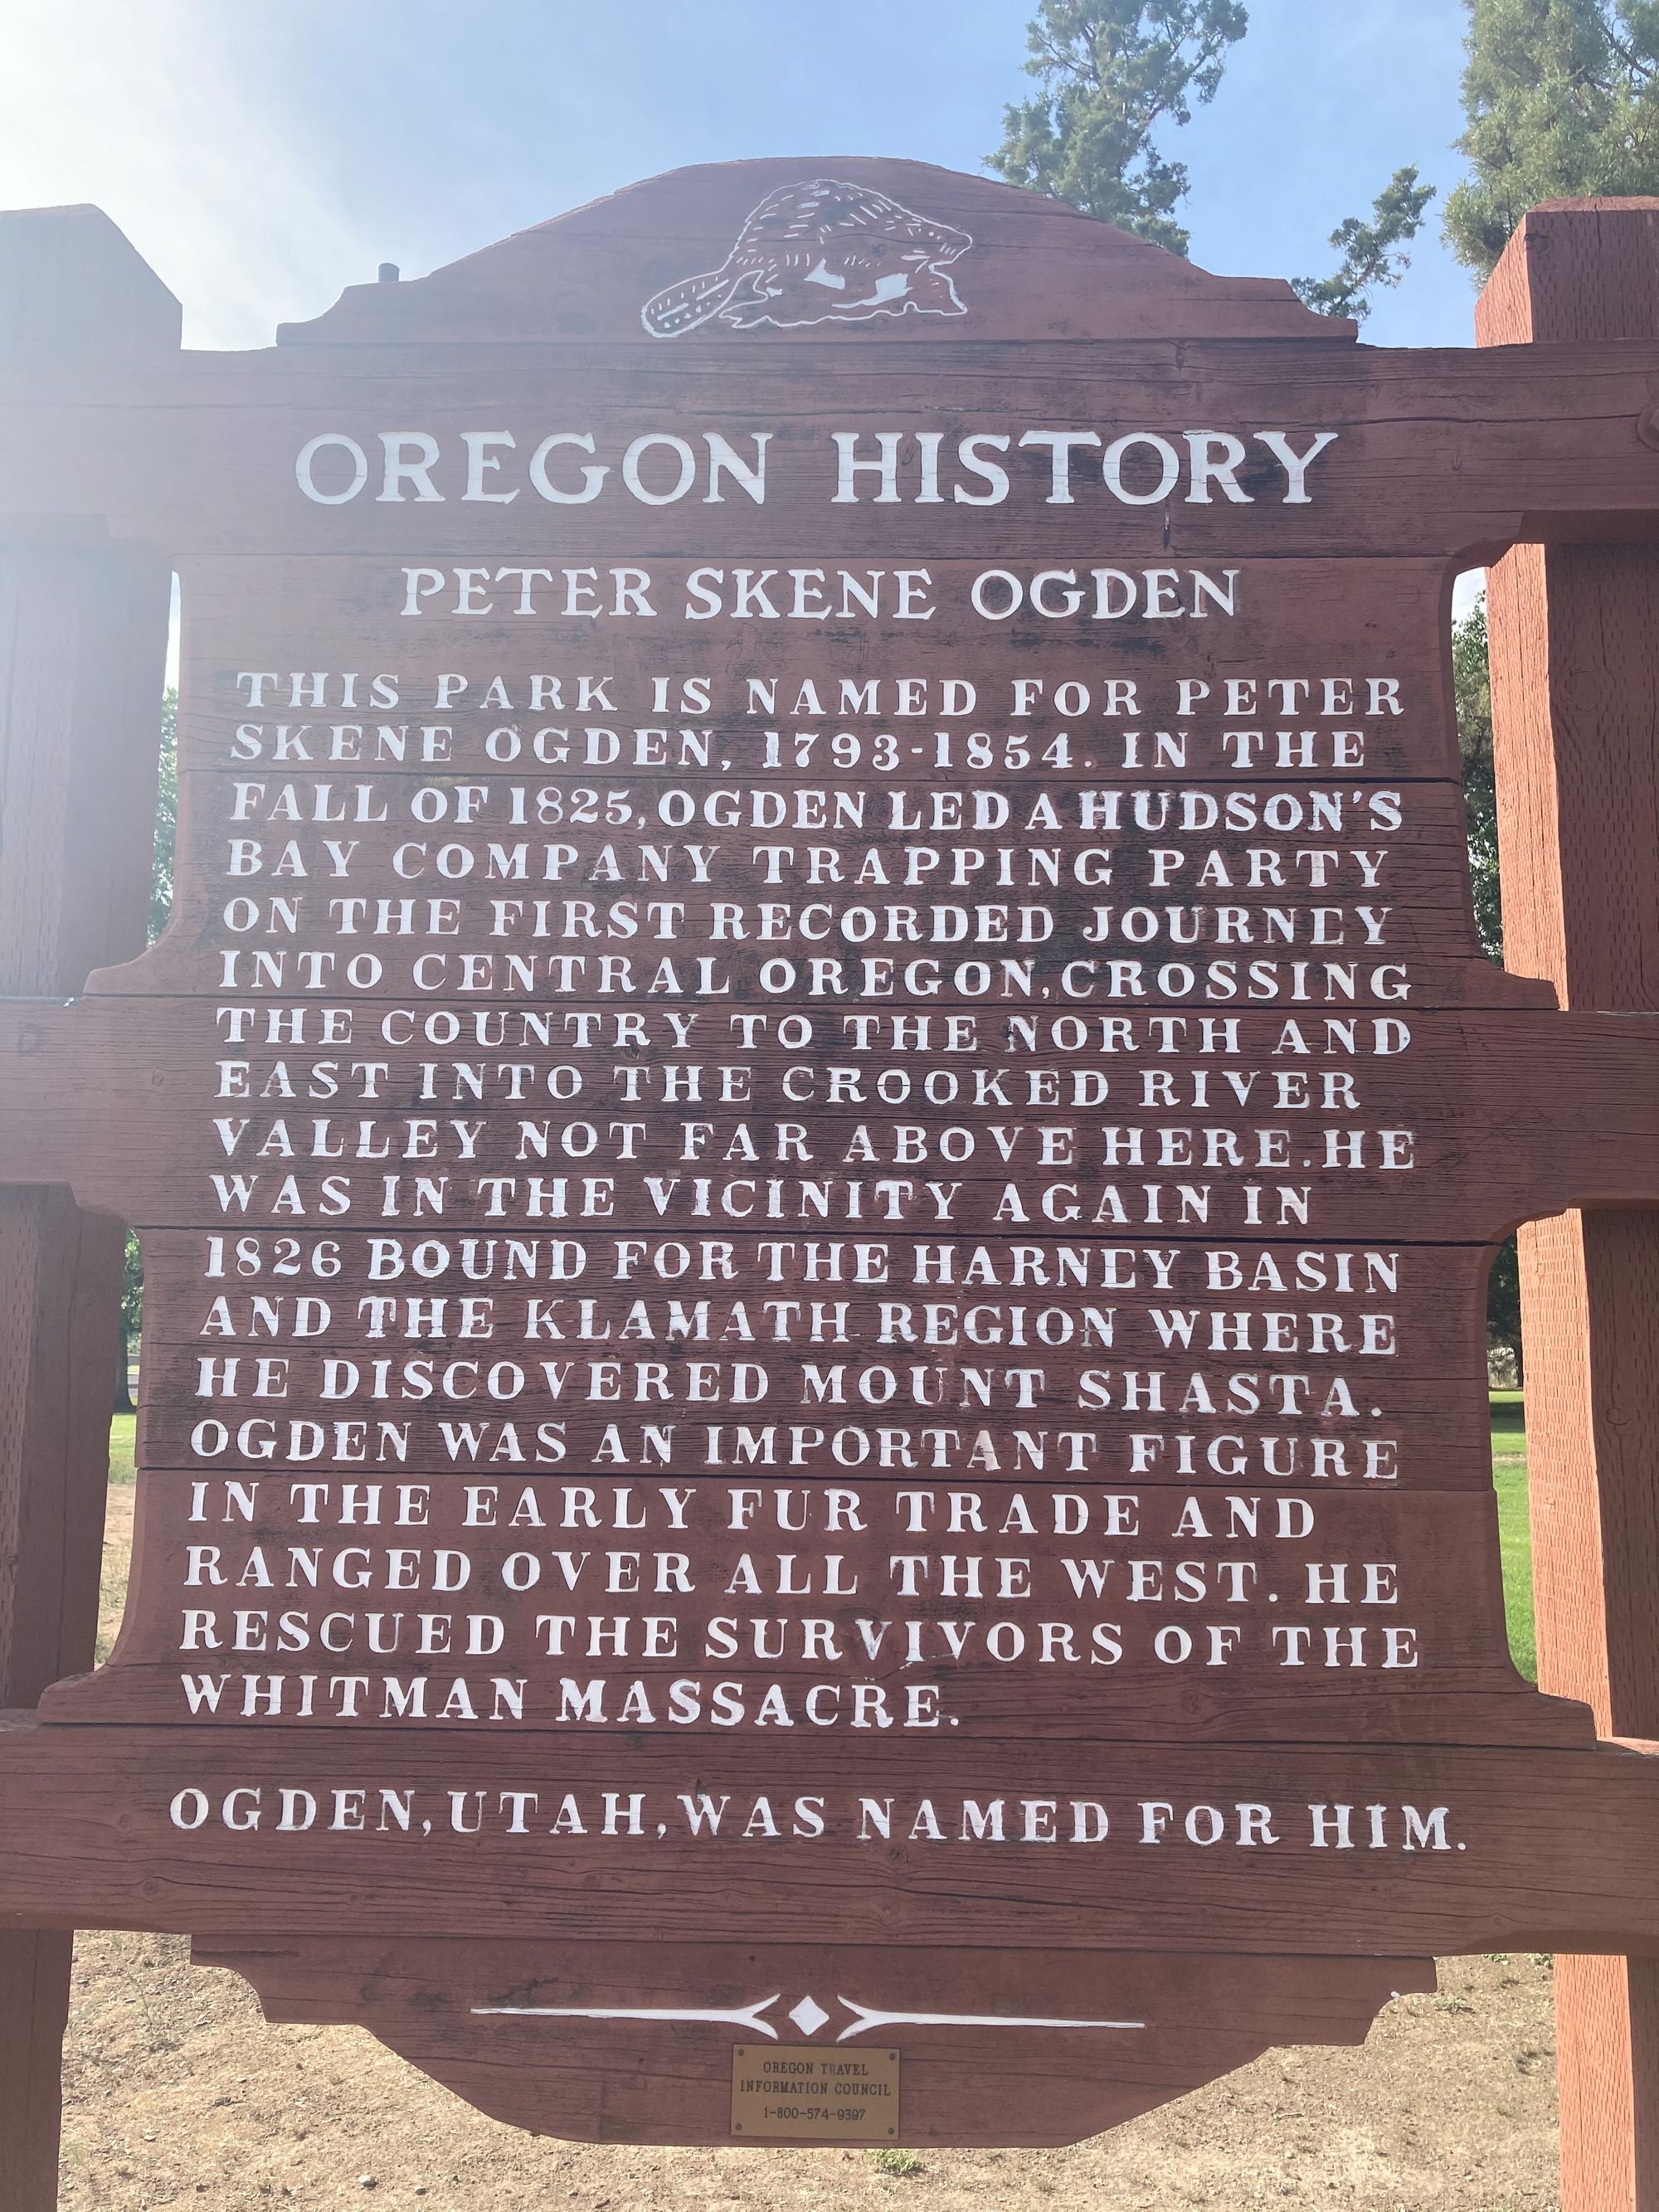 OREGON HISTORY
PETER SKENE OGDEN
THIS PARK IS NAMED FOR PETER
SKENE OGDEN, 1793-1854. IN THE
FALL OF 1825, OGDEN LED A HUDSON'S
BAY COMPANY TRAPPING PARTY
ON THE FIRST RECORDED JOURNEY
INTO CENTRAL OREGON, CROSSING
THE COUNTRY TO THE NORTH AND
EAST INTO THE CROOKED RIVER
VALLEY NOT FAR ABOVE HERE. HE
WAS IN THE VICINITY AGAIN IN
1826 BOUND FOR THE HARNEY BASIN
AND THE KLAMATH REGION WHERE
HE DISCOVERED MOUNT SHASTA.
OGDEN WAS AN IMPORTANT FIGURE
IN THE EARLY FUR TRADE AND
RANGED OVER ALL THE WEST. HE
RESCUED THE SURVIVORS OF THE
WHITMAN MASSACRE.
OGDEN, UTAH, WAS NAMED FOR HIM.
OREGON TRAVEL
INFORMATION COUNCIL
1-800-574-9397